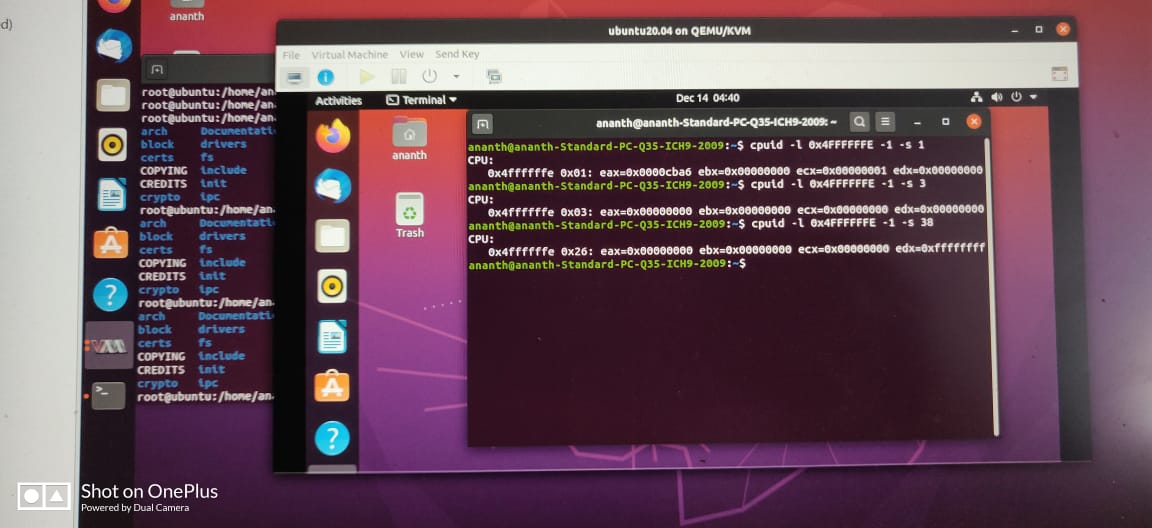 d)
ananth
root@ubuntu:/home/an
root@ubuntu:/home/an
root@ubuntu:/home/an
arch Documentati
block drivers
certs fs
COPYING include
CREDITS init
crypto ipc
root@ubuntu:/home/an
arch Documentati
block drivers
certs fs
COPYING include
CREDITS init
crypto ipc
root@ubuntu:/home/an
arch Documentati
block drivers
certs fs
COPYING include
CREDITS init
crypto ipc
root@ubuntu:/home/an
ubuntu20.04 on QEMU/KVM
File Virtual Machine View Send Key
Activities Terminal Dec 14 04:40
ananth
Trash
ananth@ananth-Standard-PC-Q35-ICH9-2009: ~
ananth@ananth-Standard-PC-Q35-ICH9-2009:~$ cpuid -l 0x4FFFFFFE -1 -s 1
CPU:
0x4ffffffe 0x01: eax=0x0000cba6 ebx=0x00000000 ecx=0x00000001 edx=0x00000000
ananth@ananth-Standard-PC-Q35-ICH9-2009:~$ cpuid -l 0x4FFFFFFE -1 -s 3
CPU:
0x4ffffffe 0x03: eax=0x00000000 ebx=0x00000000 ecx=0x00000000 edx=0x00000000
ananth@ananth-Standard-PC-Q35-ICH9-2009:~$ cpuid -l 0x4FFFFFFE -1 -s 38
CPU:
0x4ffffffe 0x26: eax=0x00000000 ebx=0x00000000 ecx=0x00000000 edx=0xffffffff
ananth@ananth-Standard-PC-Q35-ICH9-2009:~$
Shot on OnePlus
Powered by Dual Camera